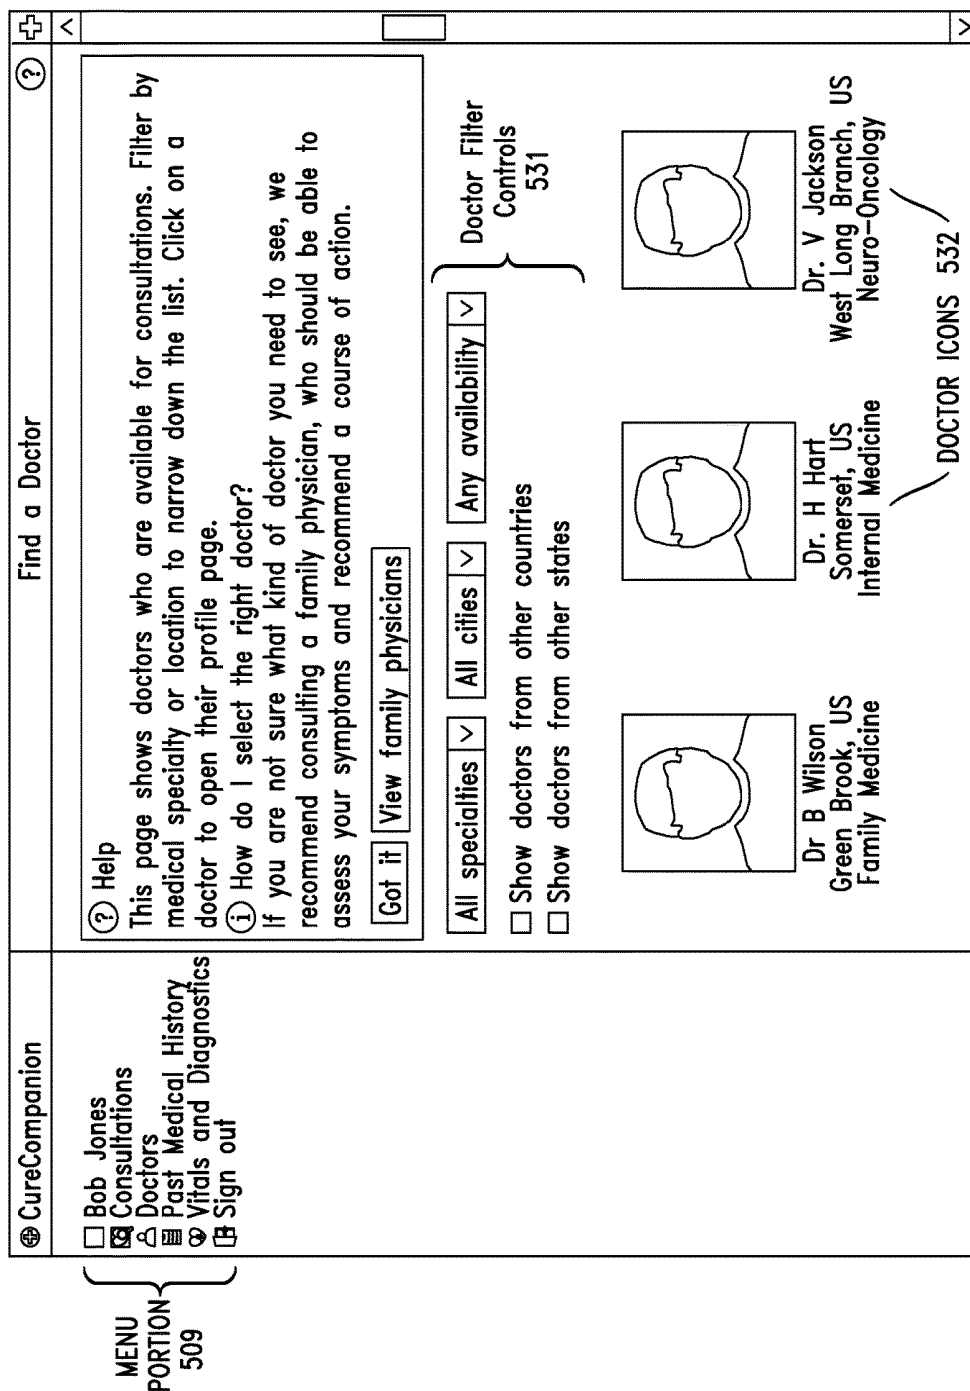 ⊕ CureCompanion
Find a Doctor
?
MENU
PORTION
509
Bob Jones
Consultations
Doctors
Past Medical History
Vitals and Diagnostics
Sign out
? Help
This page shows doctors who are available for consultations. Filter by
medical specialty or location to narrow down the list. Click on a
doctor to open their profile page.
i How do I select the right doctor?
If you are not sure what kind of doctor you need to see, we
recommend consulting a family physician, who should be able to
assess your symptoms and recommend a course of action.
Got it View family physicians
All specialties All cities Any availability
Show doctors from other countries
Show doctors from other states
Doctor Filter
Controls
531
Dr B Wilson
Green Brook, US
Family Medicine
Dr. H Hart
Somerset, US
Internal Medicine
Dr. V Jackson
West Long Branch, US
Neuro-Oncology
DOCTOR ICONS 532